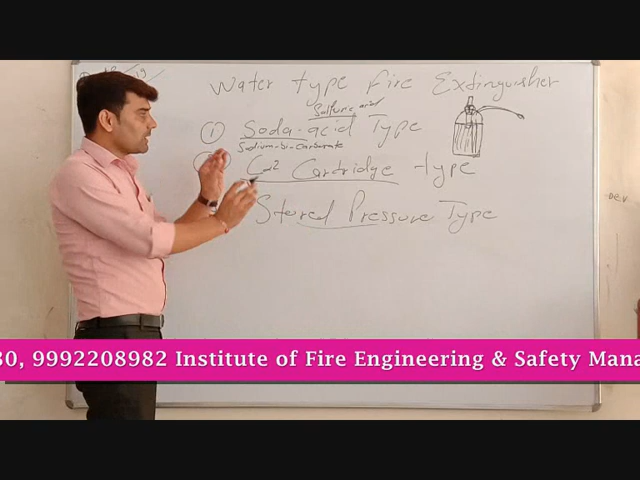 Water type Fire Extinguisher
Sulfuric acid
① Soda-acid Type
Sodium-bi-carbonate
Co2 Cartridge type
Stored Pressure Type
Dev
30, 9992208982 Institute of Fire Engineering & Safety Mana